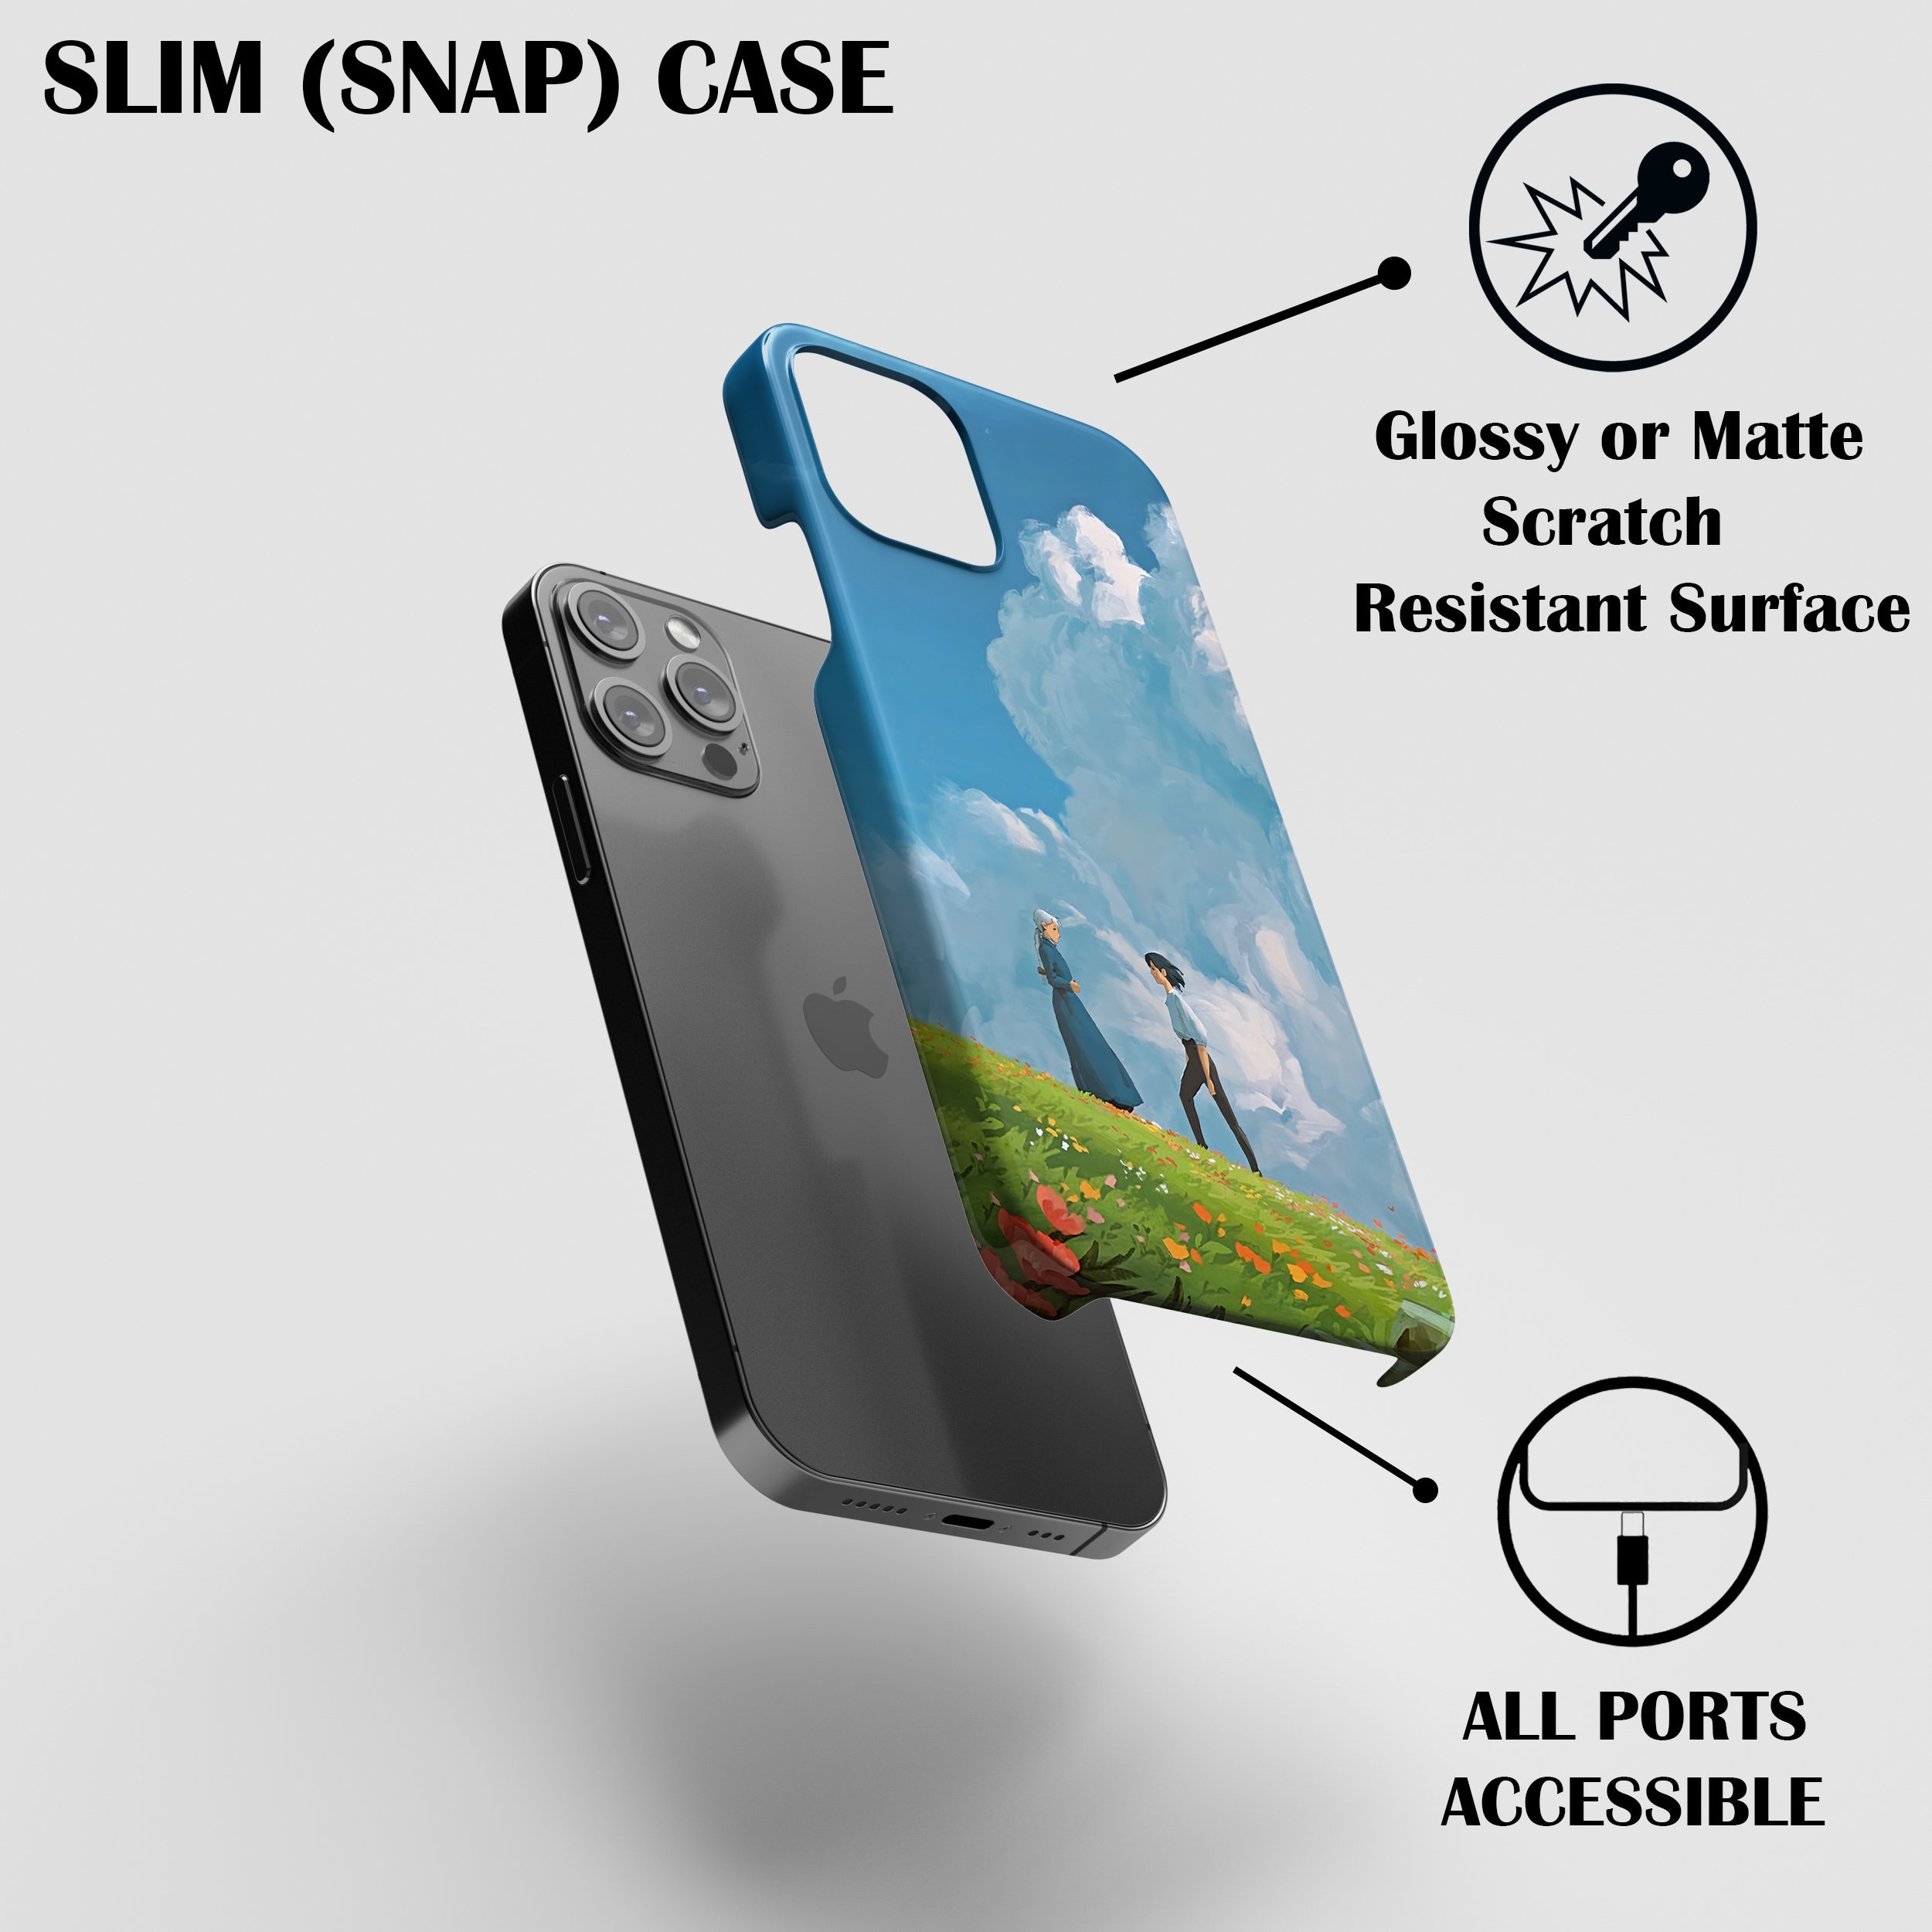 SLIM (SNAP) CASE
Glossy or Matte
Scratch
Resistant Surface
ALL PORTS
ACCESSIBLE